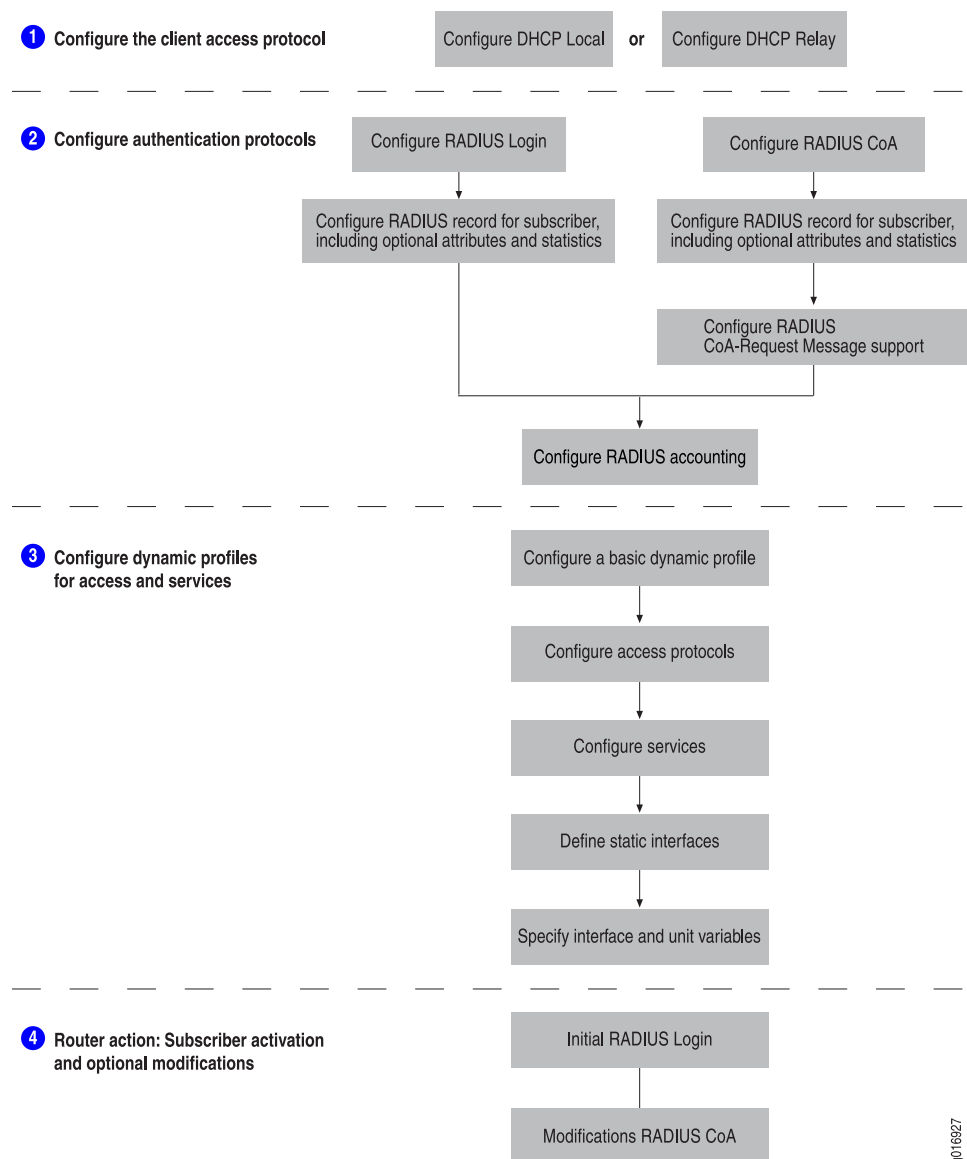 1 Configure the client access protocol
Configure DHCP Local
or
Configure DHCP Relay
2 Configure authentication protocols
Configure RADIUS Login
Configure RADIUS CoA
Configure RADIUS record for subscriber,
including optional attributes and statistics
Configure RADIUS record for subscriber,
including optional attributes and statistics
Configure RADIUS
CoA-Request Message support
Configure RADIUS accounting
3 Configure dynamic profiles
for access and services
Configure a basic dynamic profile
Configure access protocols
Configure services
Define static interfaces
Specify interface and unit variables
4 Router action: Subscriber activation
and optional modifications
Initial RADIUS Login
Modifications RADIUS CoA
g016927